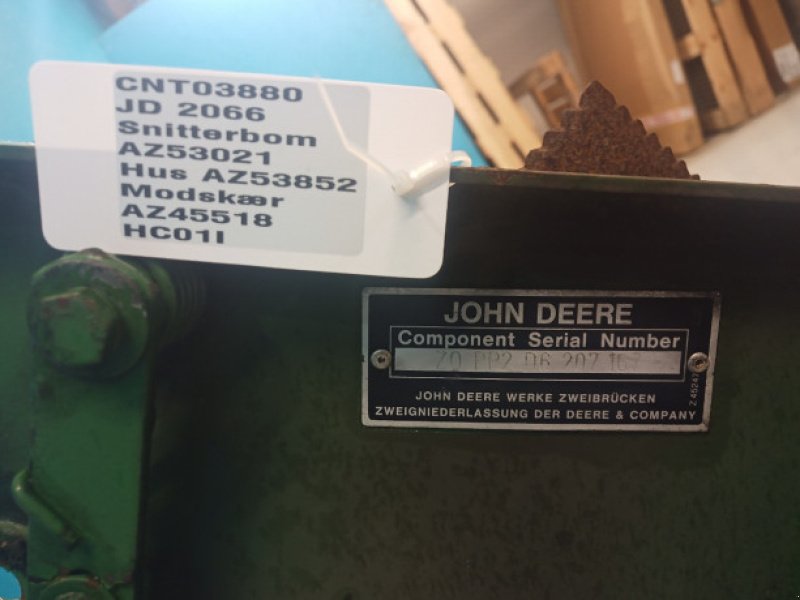 CNT03880
JD 2066
Snitterbom
AZ53021
Hus AZ53852
Modskær
AZ45518
HC01I
JOHN DEERE
Component Serial Number
JOHN DEERE WERKE ZWEIBRÜCKEN
ZWEIGNIEDERLASSUNG DER DEERE & COMPANY